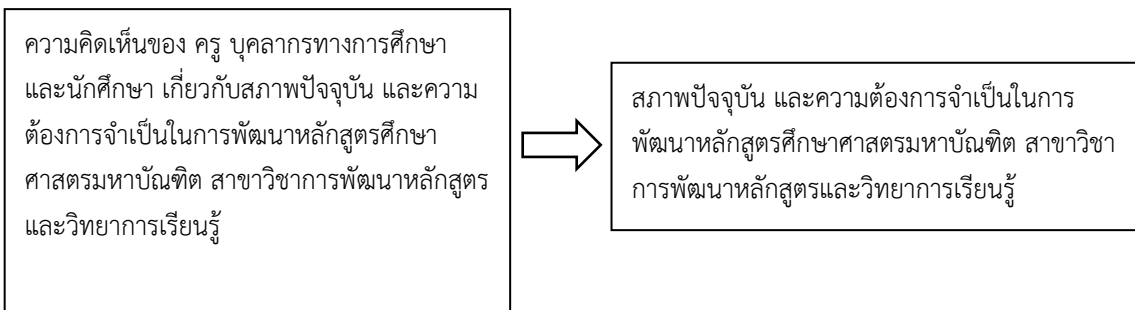 ความคิดเห็นของ ครู บุคลากรทางการศึกษา
และนักศึกษา เกี่ยวกับสภาพปัจจุบัน และความ
ต้องการจำเป็นในการพัฒนาหลักสูตรศึกษา
ศาสตรมหาบัณฑิต สาขาวิชาการพัฒนาหลักสูตร
และวิทยาการเรียนรู้
สภาพปัจจุบัน และความต้องการจำเป็นในการ
พัฒนาหลักสูตรศึกษาศาสตรมหาบัณฑิต สาขาวิชา
การพัฒนาหลักสูตรและวิทยาการเรียนรู้